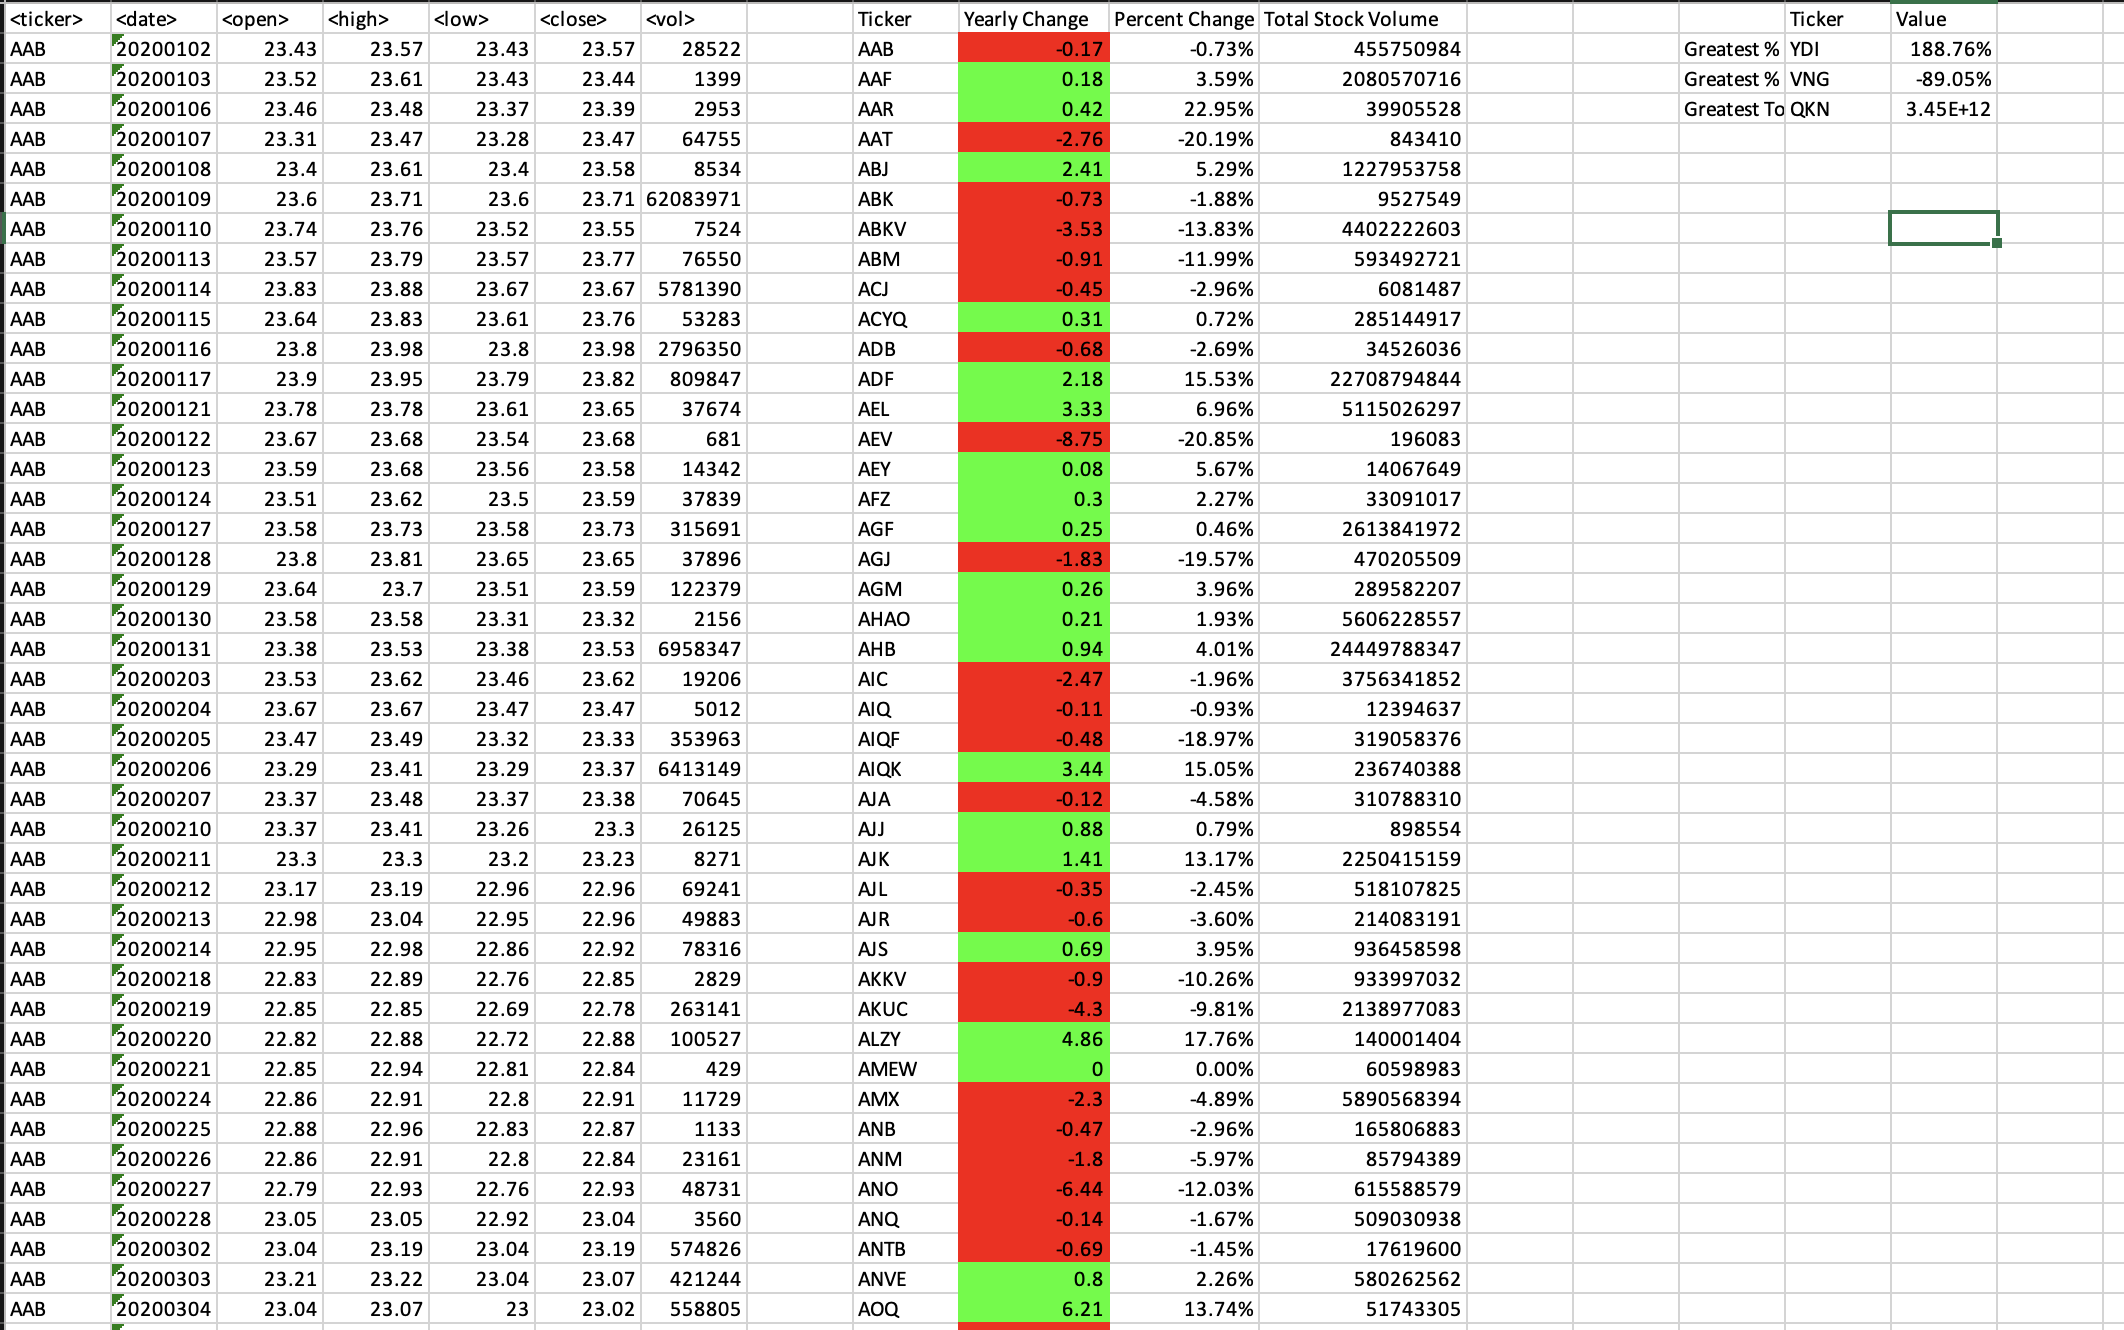 <ticker> <date> <open> <high> <low> <close> <vol> Ticker Yearly Change Percent Change Total Stock Volume Ticker Value
AAB 20200102 23.43 23.57 23.43 23.57 28522 AAB -0.17 -0.73% 455750984 Greatest % YDI 188.76%
AAB 20200103 23.52 23.61 23.43 23.44 1399 AAF 0.18 3.59% 2080570716 Greatest % VNG -89.05%
AAB 20200106 23.46 23.48 23.37 23.39 2953 AAR 0.42 22.95% 39905528 Greatest To QKN 3.45E+12
AAB 20200107 23.31 23.47 23.28 23.47 64755 AAT -2.76 -20.19% 843410
AAB 20200108 23.4 23.61 23.4 23.58 8534 ABJ 2.41 5.29% 1227953758
AAB 20200109 23.6 23.71 23.6 23.71 62083971 ABK -0.73 -1.88% 9527549
AAB 20200110 23.74 23.76 23.52 23.55 7524 ABKV -3.53 -13.83% 4402222603
AAB 20200113 23.57 23.79 23.57 23.77 76550 ABM -0.91 -11.99% 593492721
AAB 20200114 23.83 23.88 23.67 23.67 5781390 ACJ -0.45 -2.96% 6081487
AAB 20200115 23.64 23.83 23.61 23.76 53283 ACYQ 0.31 0.72% 285144917
AAB 20200116 23.8 23.98 23.8 23.98 2796350 ADB -0.68 -2.69% 34526036
AAB 20200117 23.9 23.95 23.79 23.82 809847 ADF 2.18 15.53% 22708794844
AAB 20200121 23.78 23.78 23.61 23.65 37674 AEL 3.33 6.96% 5115026297
AAB 20200122 23.67 23.68 23.54 23.68 681 AEV -8.75 -20.85% 196083
AAB 20200123 23.59 23.68 23.56 23.58 14342 AEY 0.08 5.67% 14067649
AAB 20200124 23.51 23.62 23.5 23.59 37839 AFZ 0.3 2.27% 33091017
AAB 20200127 23.58 23.73 23.58 23.73 315691 AGF 0.25 0.46% 2613841972
AAB 20200128 23.8 23.81 23.65 23.65 37896 AGJ -1.83 -19.57% 470205509
AAB 20200129 23.64 23.7 23.51 23.59 122379 AGM 0.26 3.96% 289582207
AAB 20200130 23.58 23.58 23.31 23.32 2156 AHAO 0.21 1.93% 5606228557
AAB 20200131 23.38 23.53 23.38 23.53 6958347 AHB 0.94 4.01% 24449788347
AAB 20200203 23.53 23.62 23.46 23.62 19206 AIC -2.47 -1.96% 3756341852
AAB 20200204 23.67 23.67 23.47 23.47 5012 AIQ -0.11 -0.93% 12394637
AAB 20200205 23.47 23.49 23.32 23.33 353963 AIQF -0.48 -18.97% 319058376
AAB 20200206 23.29 23.41 23.29 23.37 6413149 AIQK 3.44 15.05% 236740388
AAB 20200207 23.37 23.48 23.37 23.38 70645 AJA -0.12 -4.58% 310788310
AAB 20200210 23.37 23.41 23.26 23.3 26125 AJJ 0.88 0.79% 898554
AAB 20200211 23.3 23.3 23.2 23.23 8271 AJK 1.41 13.17% 2250415159
AAB 20200212 23.17 23.19 22.96 22.96 69241 AJL -0.35 -2.45% 518107825
AAB 20200213 22.98 23.04 22.95 22.96 49883 AJR -0.6 -3.60% 214083191
AAB 20200214 22.95 22.98 22.86 22.92 78316 AJS 0.69 3.95% 936458598
AAB 20200218 22.83 22.89 22.76 22.85 2829 AKKV -0.9 -10.26% 933997032
AAB 20200219 22.85 22.85 22.69 22.78 263141 AKUC -4.3 -9.81% 2138977083
AAB 20200220 22.82 22.88 22.72 22.88 100527 ALZY 4.86 17.76% 140001404
AAB 20200221 22.85 22.94 22.81 22.84 429 AMEW 0 0.00% 60598983
AAB 20200224 22.86 22.91 22.8 22.91 11729 AMX -2.3 -4.89% 5890568394
AAB 20200225 22.88 22.96 22.83 22.87 1133 ANB -0.47 -2.96% 165806883
AAB 20200226 22.86 22.91 22.8 22.84 23161 ANM -1.8 -5.97% 85794389
AAB 20200227 22.79 22.93 22.76 22.93 48731 ANO -6.44 -12.03% 615588579
AAB 20200228 23.05 23.05 22.92 23.04 3560 ANQ -0.14 -1.67% 509030938
AAB 20200302 23.04 23.19 23.04 23.19 574826 ANTB -0.69 -1.45% 17619600
AAB 20200303 23.21 23.22 23.04 23.07 421244 ANVE 0.8 2.26% 580262562
AAB 20200304 23.04 23.07 23 23.02 558805 AOQ 6.21 13.74% 51743305